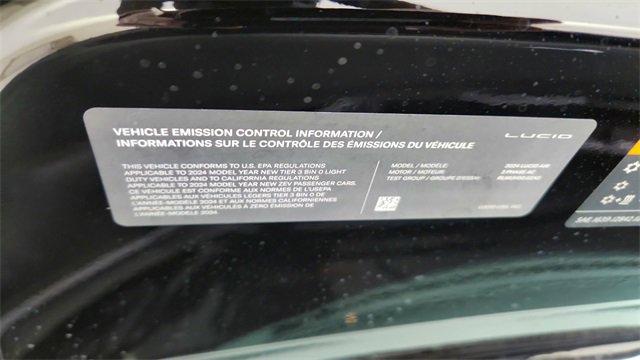 VEHICLE EMISSION CONTROL INFORMATION /
INFORMATIONS SUR LE CONTRÔLE DES ÉMISSIONS DU VÉHICULE
LUCID
THIS VEHICLE CONFORMS TO U.S. EPA REGULATIONS
APPLICABLE TO 2024 MODEL YEAR NEW TIER 3 BIN 0 LIGHT
DUTY VEHICLES AND TO CALIFORNIA REGULATIONS
APPLICABLE TO 2024 MODEL YEAR NEW ZEV PASSENGER CARS.
CE VÉHICULE EST CONFORME AUX NORMES DE L'USEPA
APPLICABLES AUX VÉHICULES LÉGERS TIER 3 BIN 0 DE
L'ANNÉE-MODÈLE 2024 ET AUX NORMES CALIFORNIENNES
APPLICABLES AUX VÉHICULES À ZÉRO ÉMISSION DE
L'ANNÉE-MODÈLE 2024.
MODEL / MODÈLE:
2024 LUCID AIR
MOTOR / MOTEUR:
3 PHASE AC
TEST GROUP / GROUPE D'ESSAI: